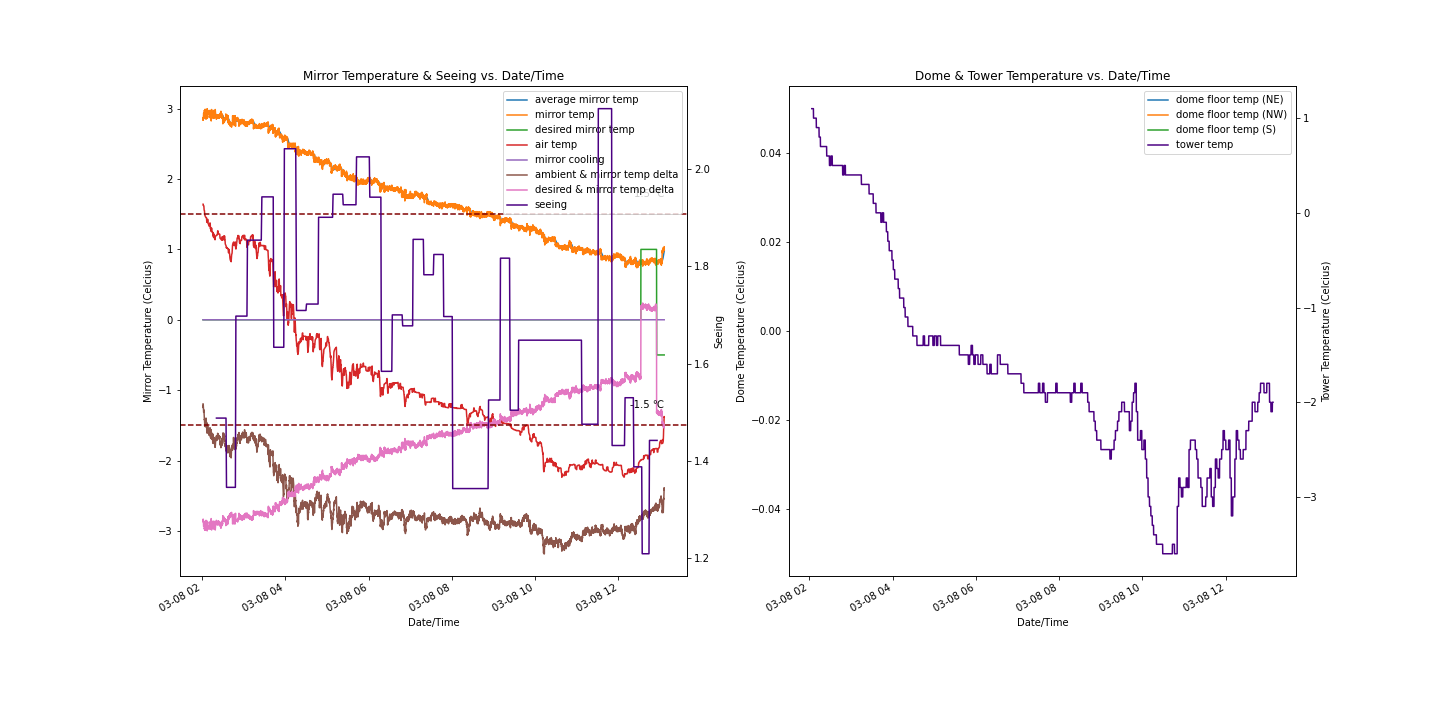 Mirror Temperature & Seeing vs. Date/Time
Mirror Temperature (Celcius)
3
2
1
0
−1
−2
−3
average mirror temp
mirror temp
desired mirror temp
air temp
mirror cooling
ambient & mirror temp delta
desired & mirror temp delta
seeing
1.5 °C
-1.5 °C
2.0
1.8
1.6
1.4
1.2
Seeing
03-08 02
03-08 04
03-08 06
03-08 08
03-08 10
03-08 12
Date/Time
Dome & Tower Temperature vs. Date/Time
Dome Temperature (Celcius)
0.04
0.02
0.00
−0.02
−0.04
dome floor temp (NE)
dome floor temp (NW)
dome floor temp (S)
tower temp
1
0
−1
−2
−3
Tower Temperature (Celcius)
03-08 02
03-08 04
03-08 06
03-08 08
03-08 10
03-08 12
Date/Time